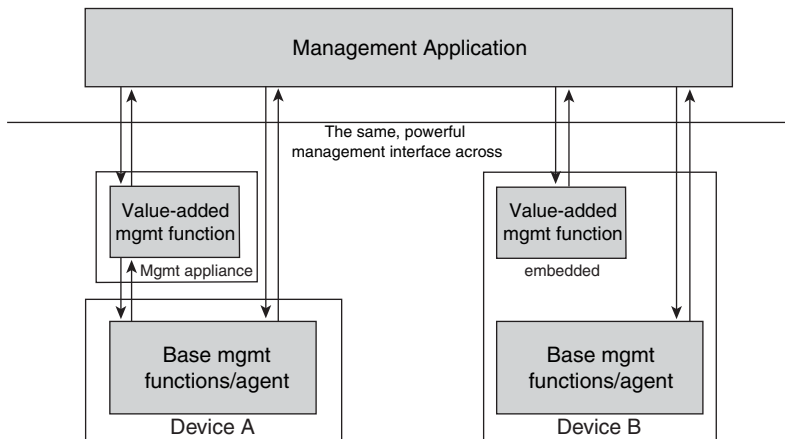 Management Application
The same, powerful
management interface across
Value-added
mgmt function
Mgmt appliance
Value-added
mgmt function
embedded
Base mgmt
functions/agent
Device A
Base mgmt
functions/agent
Device B